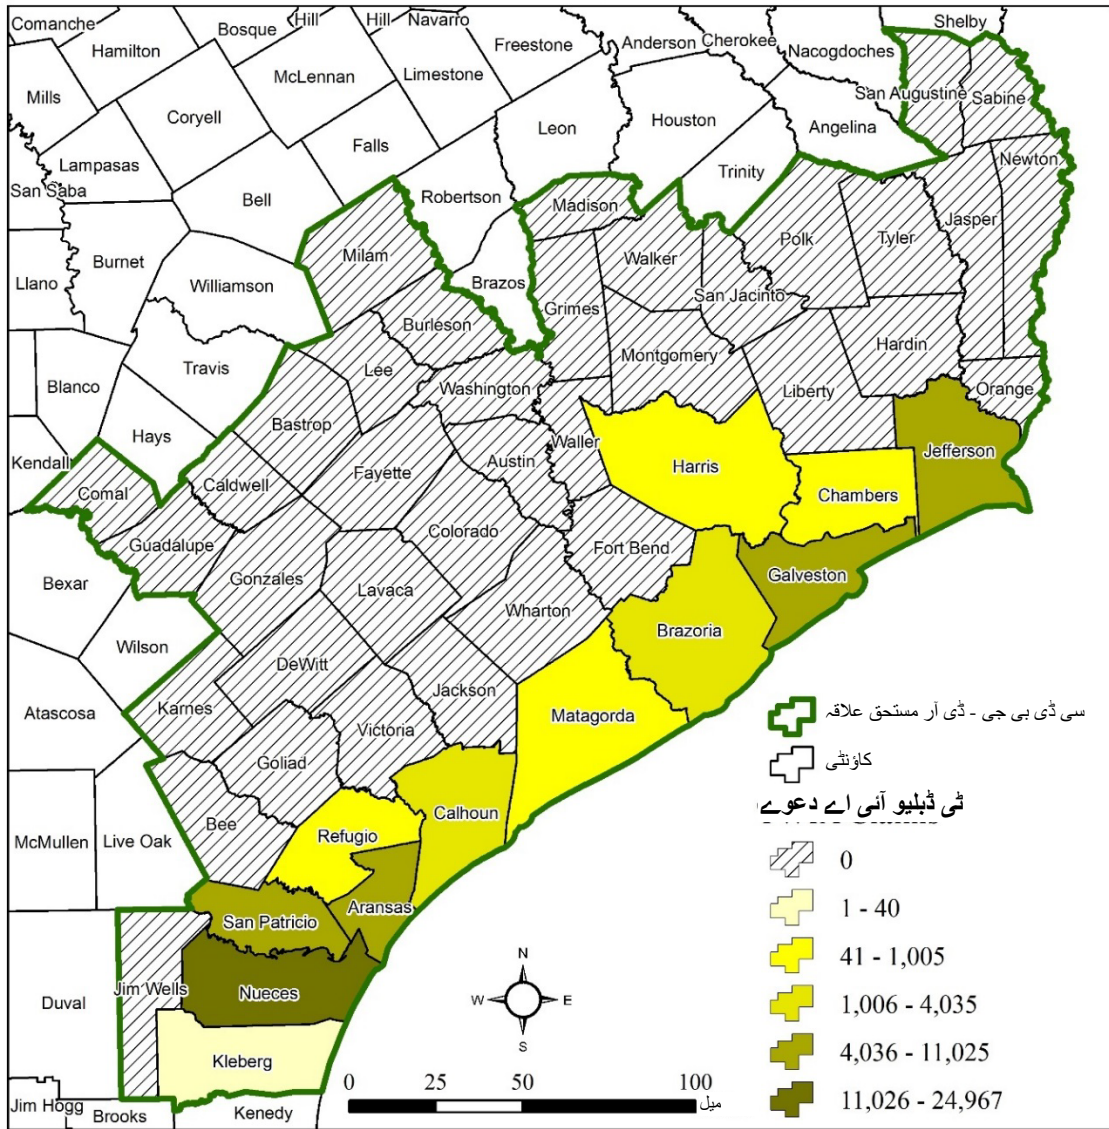 Comanche
Hill
Hill
Navarro
Shelby
Hamilton
Bosque
Freestone
Anderson
Cherokee
Nacogdoches
McLennan
Limestone
San Augustine
Sabine
Mills
Coryell
Leon
Houston
Angelina
Falls
Lampasas
Newton
San Saba
Trinity
Bell
Robertson
Madison
Jasper
Milam
Polk
Tyler
Burnet
Walker
Llano
Williamson
Brazos
San Jacinto
Grimes
Burleson
Montgomery
Hardin
Travis
Lee
Blanco
Washington
Liberty
Orange
Bastrop
Hays
Waller
Jefferson
Kendall
Fayette
Austin
Harris
Comal
Caldwell
Chambers
Colorado
Guadalupe
Fort Bend
Galveston
Bexar
Gonzales
Lavaca
Wharton
Brazoria
Wilson
DeWitt
Jackson
Karnes
Atascosa
Victoria
Matagorda
سی ڈی بی جی - ڈی آر مستحق علاقہ
Goliad
کاؤنٹی
Calhoun
ٹی ڈبلیو آئی اے دعوے
Bee
Refugio
McMullen
Live Oak
0
Aransas
1 - 40
San Patricio
41 - 1,005
N
Jim Wells
Nueces
Duval
W
E
1,006 - 4,035
S
4,036 - 11,025
Kleberg
0 25 50 100
میل
11,026 - 24,967
Jim Hogg
Brooks
Kenedy